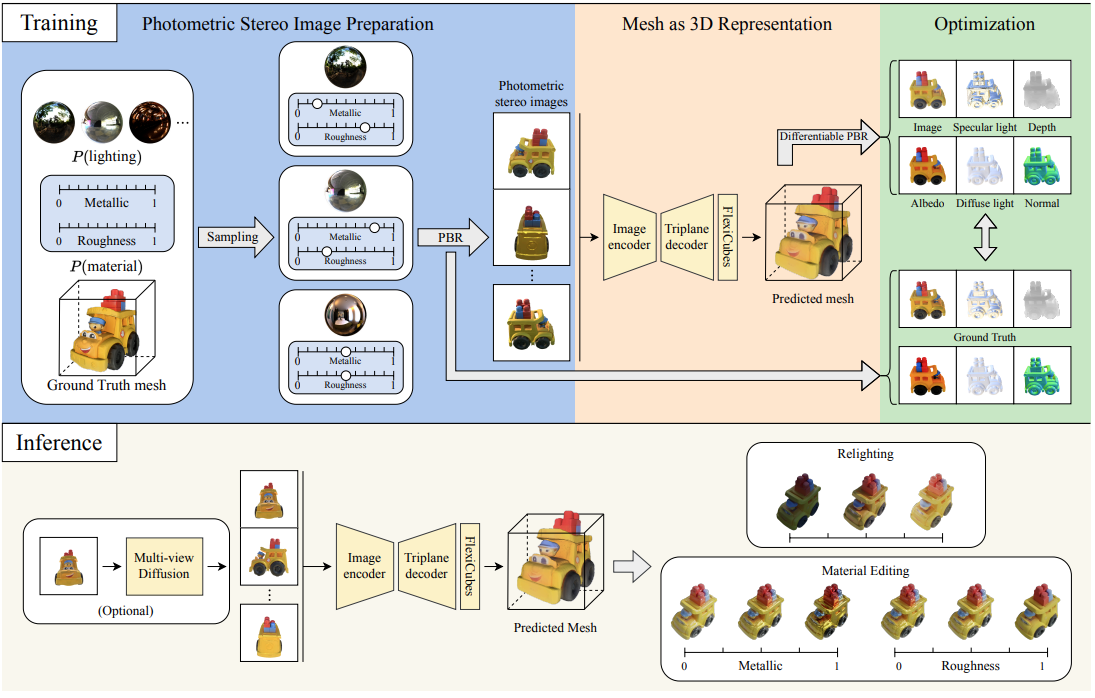 Training
Photometric Stereo Image Preparation
Mesh as 3D Representation
Optimization
...
P(lighting)
0 Metallic 1
0 Roughness 1
P(material)
Ground Truth mesh
Sampling
0 Metallic 1
0 Roughness 1
0 Metallic 1
0 Roughness 1
0 Metallic 1
0 Roughness 1
PBR
Photometric
stereo images
Image
encoder
Triplane
decoder
FlexiCubes
Predicted mesh
Differentiable PBR
Image Specular light Depth
Albedo Diffuse light Normal
Ground Truth
Inference
Multi-view
Diffusion
(Optional)
Image
encoder
Triplane
decoder
FlexiCubes
Predicted Mesh
Relighting
Material Editing
0 Metallic 1
0 Roughness 1